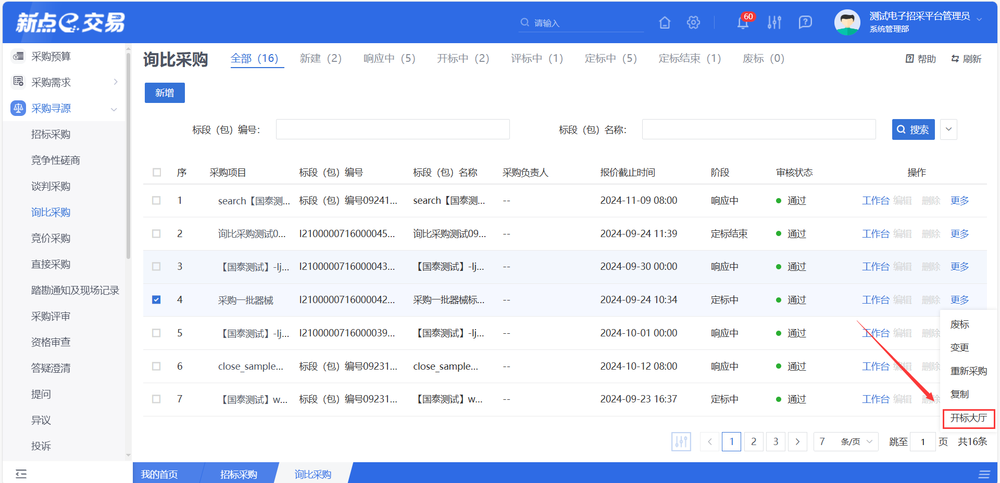 新点e交易
请输入
60
测试电子招采平台管理员
系统管理部
采购预算
采购需求
采购寻源
招标采购
竞争性磋商
谈判采购
询比采购
竞价采购
直接采购
踏勘通知及现场记录
采购评审
资格审查
答疑澄清
提问
异议
投诉
询比采购 全部（16） 新建（2） 响应中（5） 开标中（2） 评标中（1） 定标中（5） 定标结束（1） 废标（0） 帮助 刷新
新增
标段（包）编号： 标段（包）名称： 搜索
序 采购项目 标段（包）编号 标段（包）名称 采购负责人 报价截止时间 阶段 审核状态 操作
1 search【国泰测... 标段（包）编号09241... search【国泰测... -- 2024-11-09 08:00 响应中 通过 工作台 编辑 删除 更多
2 询比采购测试0... I2100000716000045... 询比采购测试09... -- 2024-09-24 11:39 定标结束 通过 工作台 编辑 删除 更多
3 【国泰测试】-lj... I2100000716000043... 【国泰测试】-lj... -- 2024-09-30 00:00 响应中 通过 工作台 编辑 删除 更多
4 采购一批器械 I2100000716000042... 采购一批器械标... -- 2024-09-24 10:34 定标中 通过 工作台 编辑 删除 更多
5 【国泰测试】-lj... I2100000716000039... 【国泰测试】-lj... -- 2024-10-01 00:00 响应中 通过 工作台 编辑 删除
6 close_sample... 标段（包）编号09231... close_sample... -- 2024-10-12 08:00 响应中 通过 工作台 编辑 删除
7 【国泰测试】w... 标段（包）编号09231... 【国泰测试】w... -- 2024-09-23 16:37 定标中 通过 工作台 编辑 删除
废标
变更
重新采购
复制
开标大厅
1 2 3 7 条/页 跳至 1 页 共16条
我的首页 招标采购 询比采购